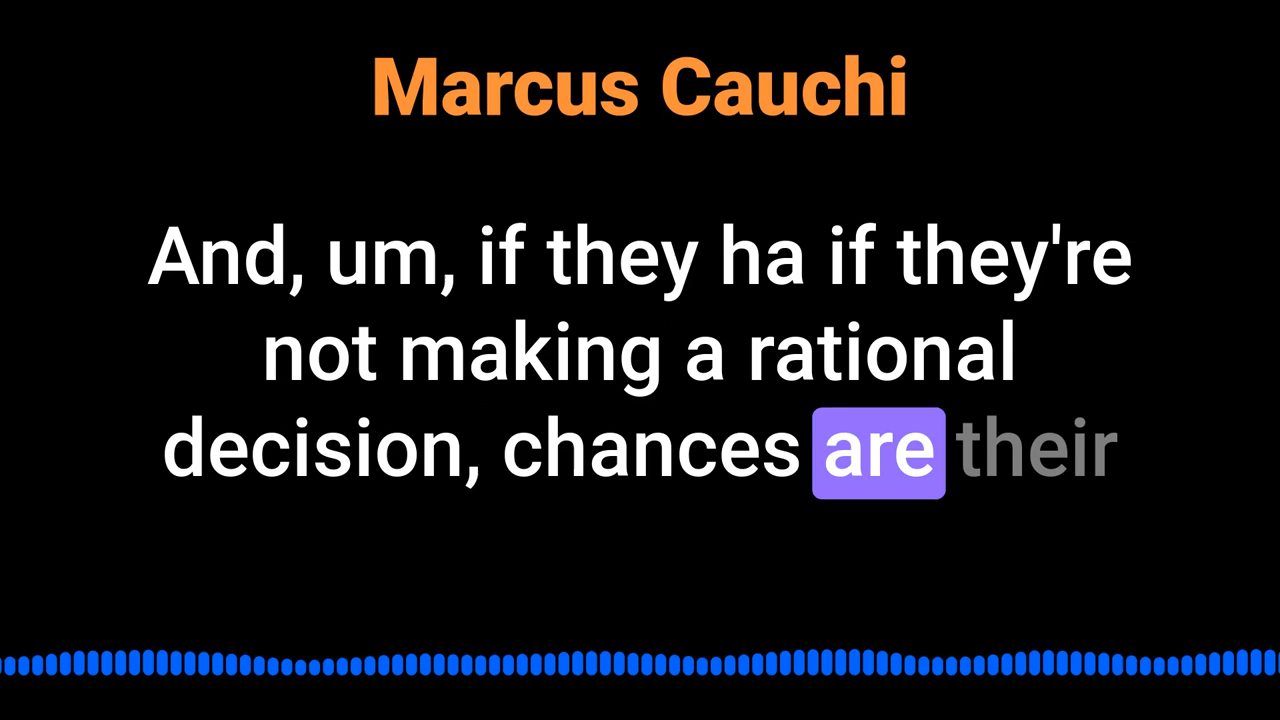 Marcus Cauchi
And, um, if they ha if they're
not making a rational
decision, chances are their